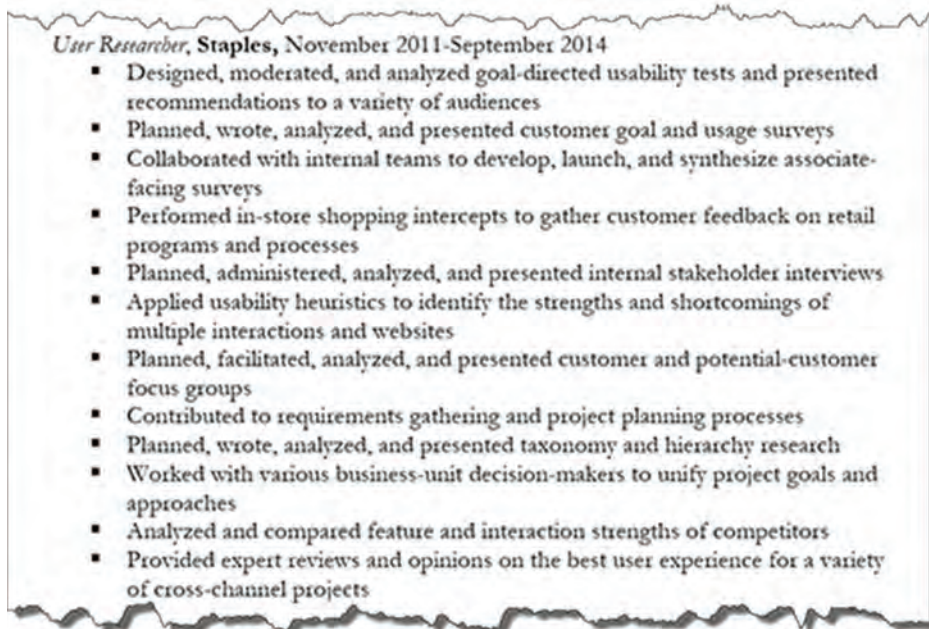 User Researcher, Staples, November 2011-September 2014
▪ Designed, moderated, and analyzed goal-directed usability tests and presented
recommendations to a variety of audiences
▪ Planned, wrote, analyzed, and presented customer goal and usage surveys
▪ Collaborated with internal teams to develop, launch, and synthesize associate-
facing surveys
▪ Performed in-store shopping intercepts to gather customer feedback on retail
programs and processes
▪ Planned, administered, analyzed, and presented internal stakeholder interviews
▪ Applied usability heuristics to identify the strengths and shortcomings of
multiple interactions and websites
▪ Planned, facilitated, analyzed, and presented customer and potential-customer
focus groups
▪ Contributed to requirements gathering and project planning processes
▪ Planned, wrote, analyzed, and presented taxonomy and hierarchy research
▪ Worked with various business-unit decision-makers to unify project goals and
approaches
▪ Analyzed and compared feature and interaction strengths of competitors
▪ Provided expert reviews and opinions on the best user experience for a variety
of cross-channel projects